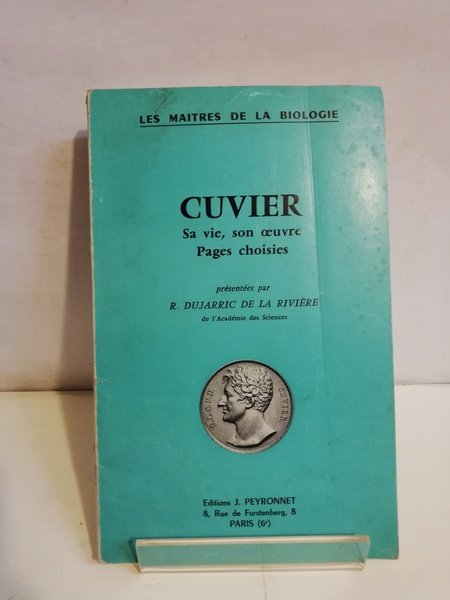 LES MAITRES DE LA BIOLOGIE
CUVIER
Sa vie, son œuvre
Pages choisies
présentées par
R. DUJARRIC DE LA RIVIÈRE
de l'Académie des Sciences
CUVIER
Editions J. PEYRONNET
8, Rue de Furstenberg, 8
PARIS (6ᵉ)